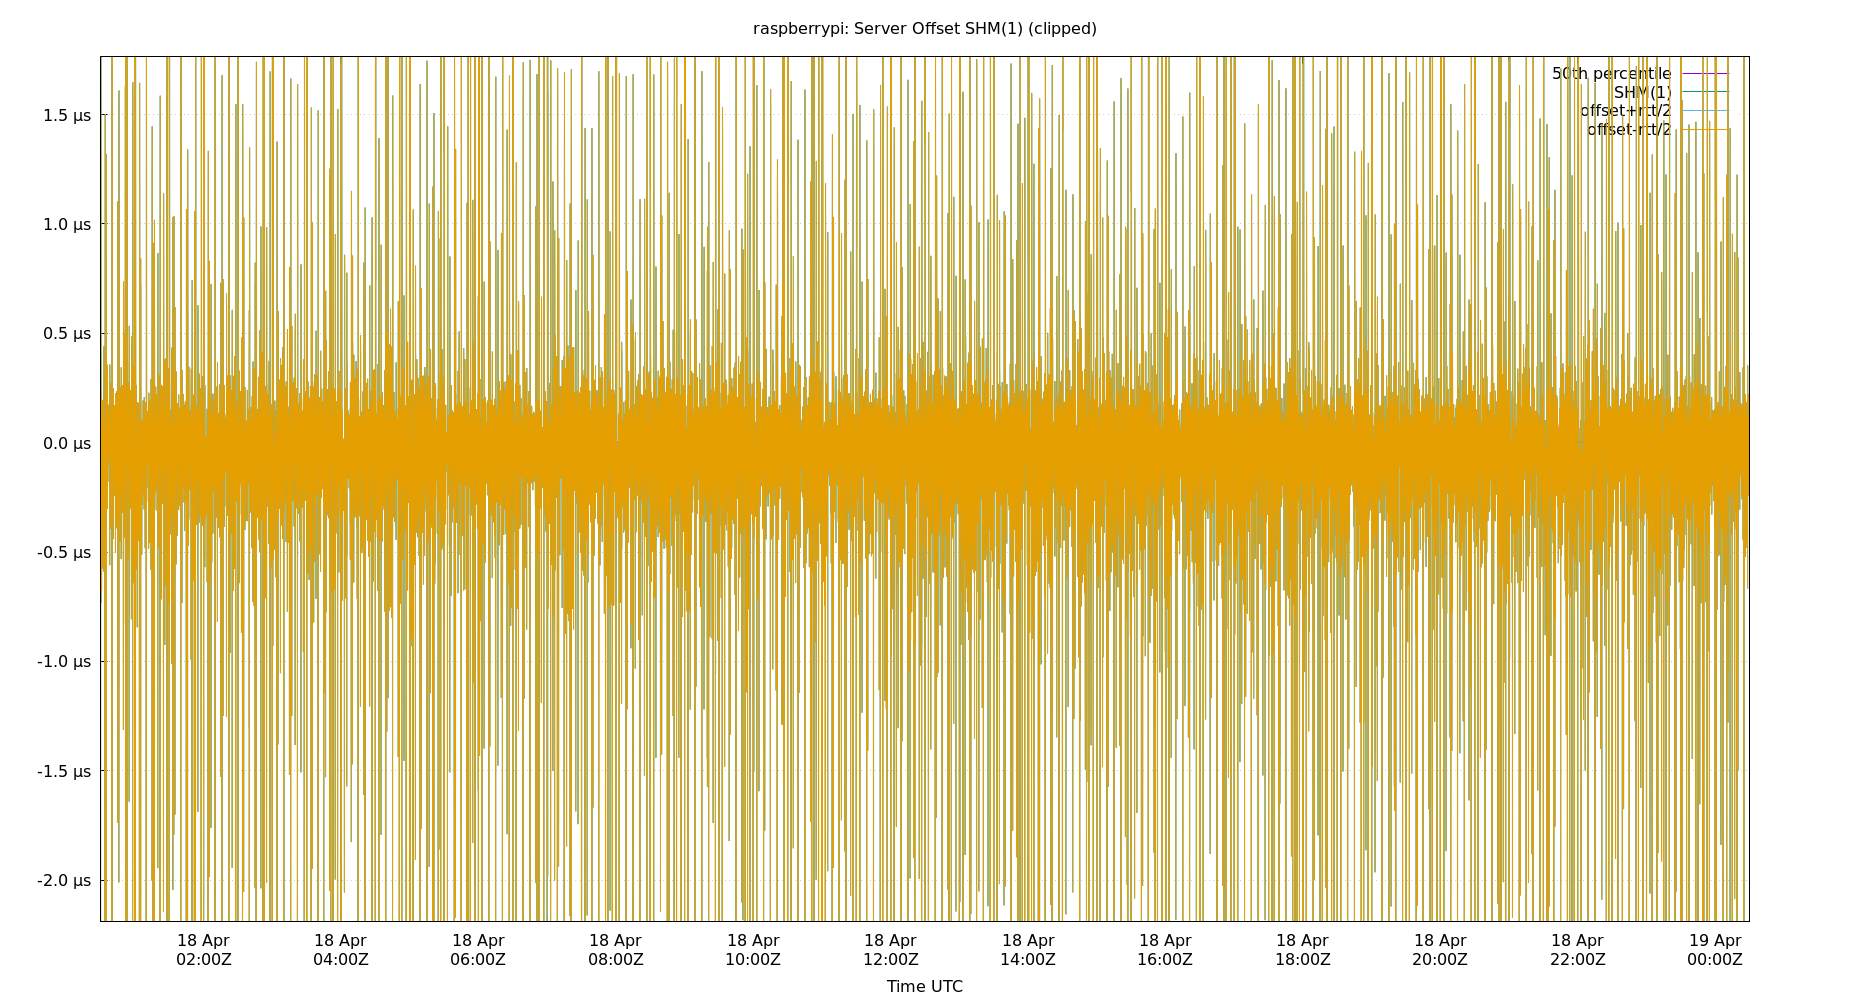 raspberrypi: Server Offset SHM(1) (clipped)
50th percentile
SHM(1)
offset+rtt/2
offset-rtt/2
1.5 µs
1.0 µs
0.5 µs
0.0 µs
-0.5 µs
-1.0 µs
-1.5 µs
-2.0 µs
18 Apr 18 Apr 18 Apr 18 Apr 18 Apr 18 Apr 18 Apr 18 Apr 18 Apr 18 Apr 18 Apr 19 Apr
02:00Z 04:00Z 06:00Z 08:00Z 10:00Z 12:00Z 14:00Z 16:00Z 18:00Z 20:00Z 22:00Z 00:00Z
Time UTC